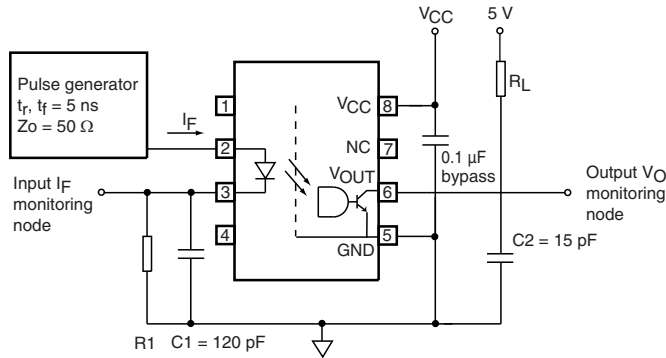 VCC
5 V
Pulse generator
tr, tf = 5 ns
Zo = 50 Ω
IF
1
2
3
4
VCC
8
NC
7
VOUT
6
GND
5
RL
0.1 µF
bypass
Input IF
monitoring
node
Output VO
monitoring
node
C2 = 15 pF
R1
C1 = 120 pF